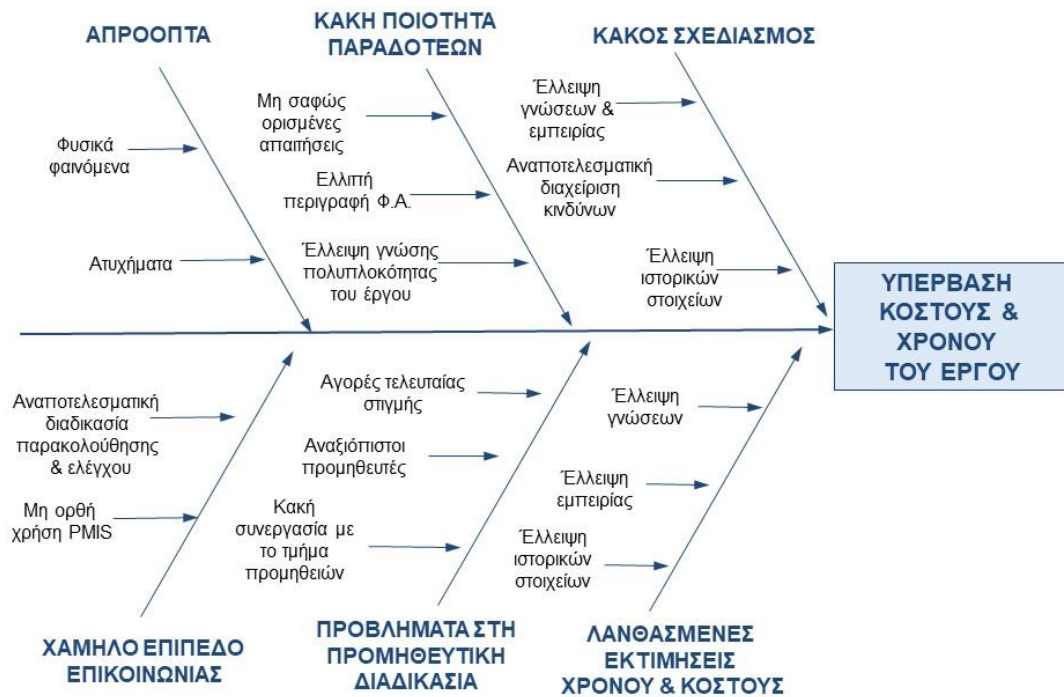 ΑΠΡΟΟΠΤΑ
ΚΑΚΗ ΠΟΙΟΤΗΤΑ
ΠΑΡΑΔΟΤΕΩΝ
ΚΑΚΟΣ ΣΧΕΔΙΑΣΜΟΣ
Φυσικά
φαινόμενα
Ατυχήματα
Μη σαφώς
ορισμένες
απαιτήσεις
Ελλιπή
περιγραφή Φ.Α.
Έλλειψη γνώσης
πολυπλοκότητας
του έργου
Έλλειψη
γνώσεων &
εμπειρίας
Αναποτελεσματική
διαχείριση
κινδύνων
Έλλειψη
ιστορικών
στοιχείων
ΥΠΕΡΒΑΣΗ
ΚΟΣΤΟΥΣ &
ΧΡΟΝΟΥ
ΤΟΥ ΕΡΓΟΥ
Αναποτελεσματική
διαδικασία
παρακολούθησης
& ελέγχου
Μη ορθή
χρήση PMIS
Αγορές τελευταίας
στιγμής
Αναξιόπιστοι
προμηθευτές
Κακή
συνεργασία με
το τμήμα
προμηθειών
Έλλειψη
γνώσεων
Έλλειψη
εμπειρίας
Έλλειψη
ιστορικών
στοιχείων
ΧΑΜΗΛΟ ΕΠΙΠΕΔΟ
ΕΠΙΚΟΙΝΩΝΙΑΣ
ΠΡΟΒΛΗΜΑΤΑ ΣΤΗ
ΠΡΟΜΗΘΕΥΤΙΚΗ
ΔΙΑΔΙΚΑΣΙΑ
ΛΑΝΘΑΣΜΕΝΕΣ
ΕΚΤΙΜΗΣΕΙΣ
ΧΡΟΝΟΥ & ΚΟΣΤΟΥΣ